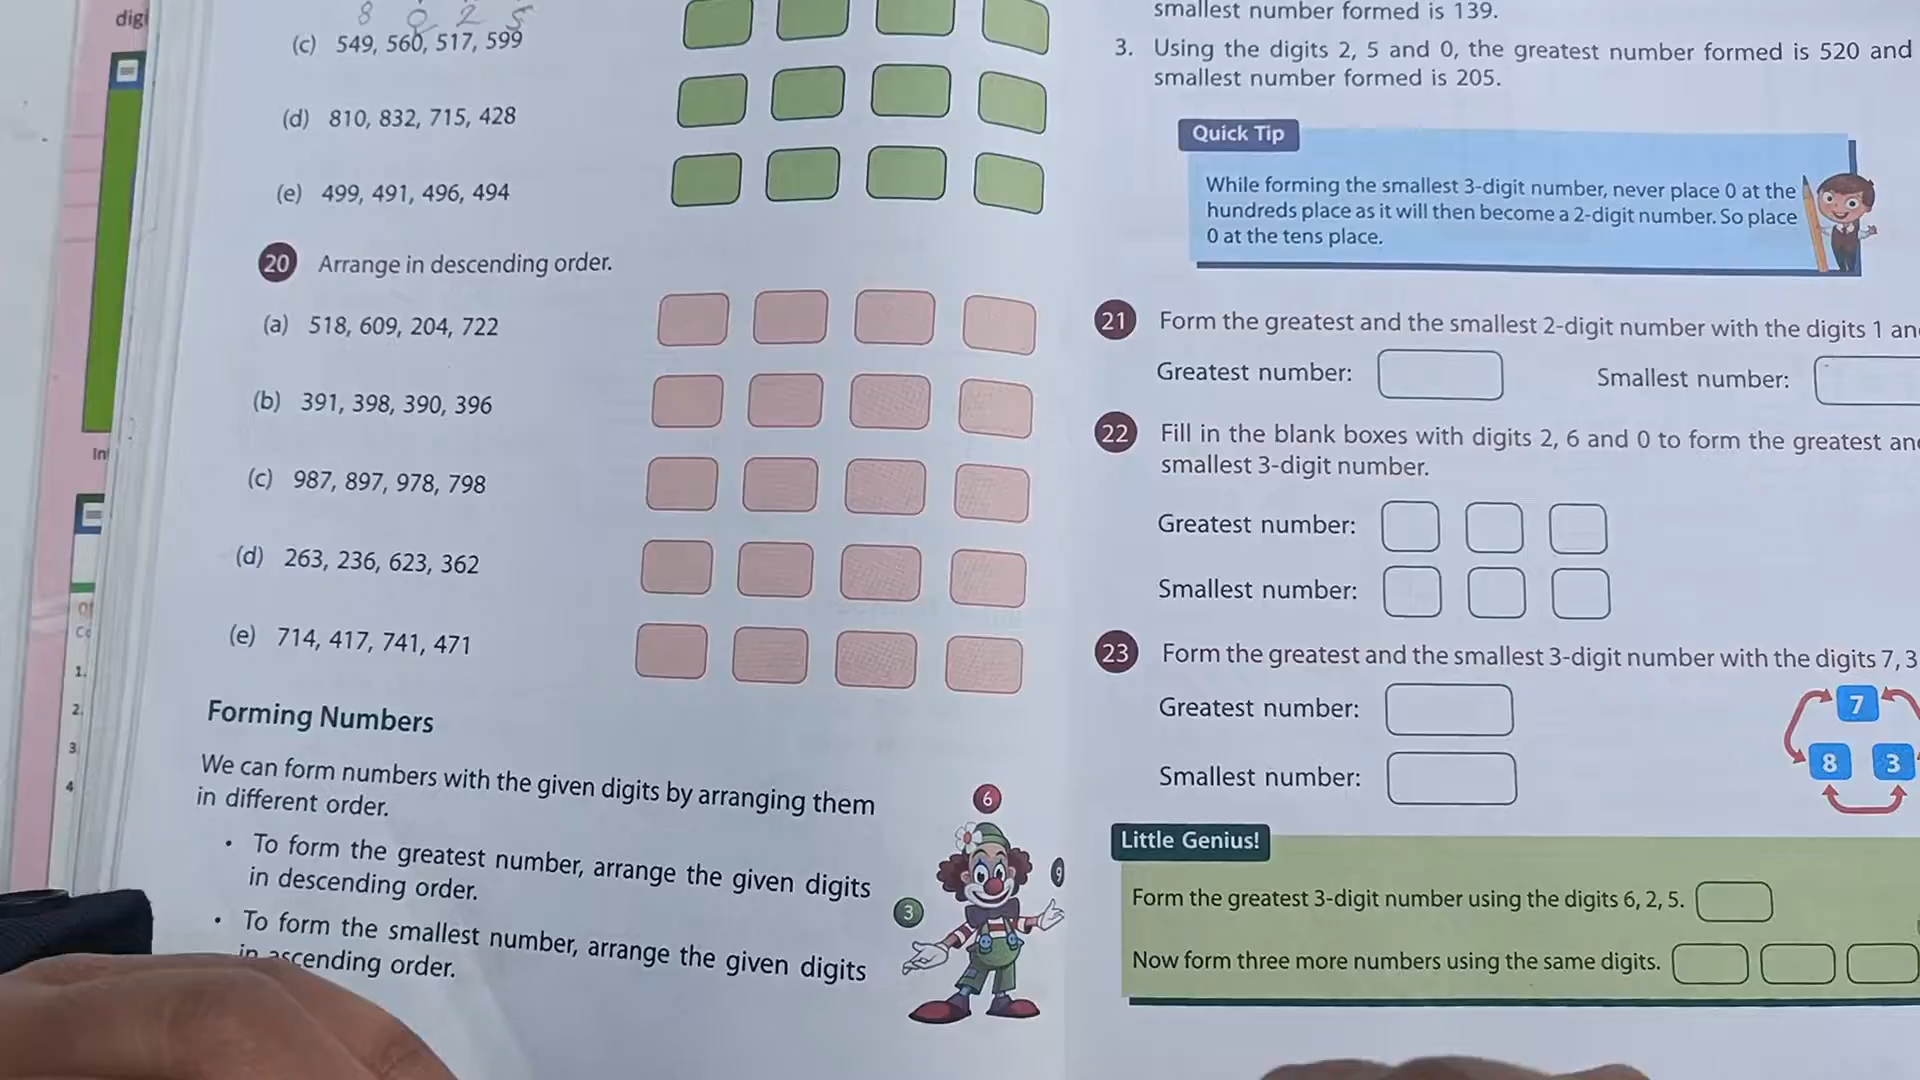 digi
8 0 2 5
(c) 549, 560, 517, 599
(d) 810, 832, 715, 428
(e) 499, 491, 496, 494
20 Arrange in descending order.
(a) 518, 609, 204, 722
(b) 391, 398, 390, 396
(c) 987, 897, 978, 798
(d) 263, 236, 623, 362
(e) 714, 417, 741, 471
Forming Numbers
We can form numbers with the given digits by arranging them
in different order.
• To form the greatest number, arrange the given digits
in descending order.
• To form the smallest number, arrange the given digits
in ascending order.
6
9
3
In
1.
2.
3
4
smallest number formed is 139.
3. Using the digits 2, 5 and 0, the greatest number formed is 520 and
smallest number formed is 205.
Quick Tip
While forming the smallest 3-digit number, never place 0 at the
hundreds place as it will then become a 2-digit number. So place
0 at the tens place.
21 Form the greatest and the smallest 2-digit number with the digits 1 an
Greatest number: Smallest number:
22 Fill in the blank boxes with digits 2, 6 and 0 to form the greatest an
smallest 3-digit number.
Greatest number:
Smallest number:
23 Form the greatest and the smallest 3-digit number with the digits 7, 3
Greatest number:
7
Smallest number:
8 3
Little Genius!
Form the greatest 3-digit number using the digits 6, 2, 5.
Now form three more numbers using the same digits.